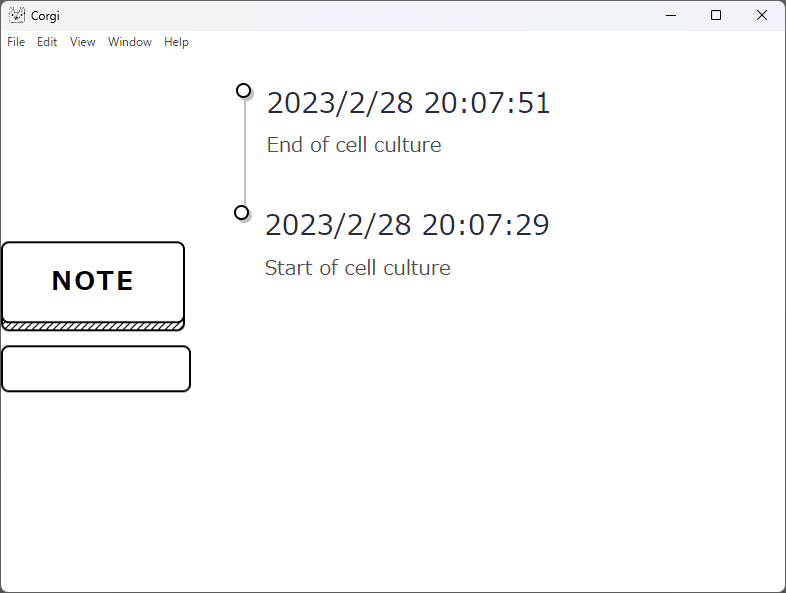 Corgi
File Edit View Window Help
2023/2/28 20:07:51
End of cell culture
2023/2/28 20:07:29
Start of cell culture
NOTE